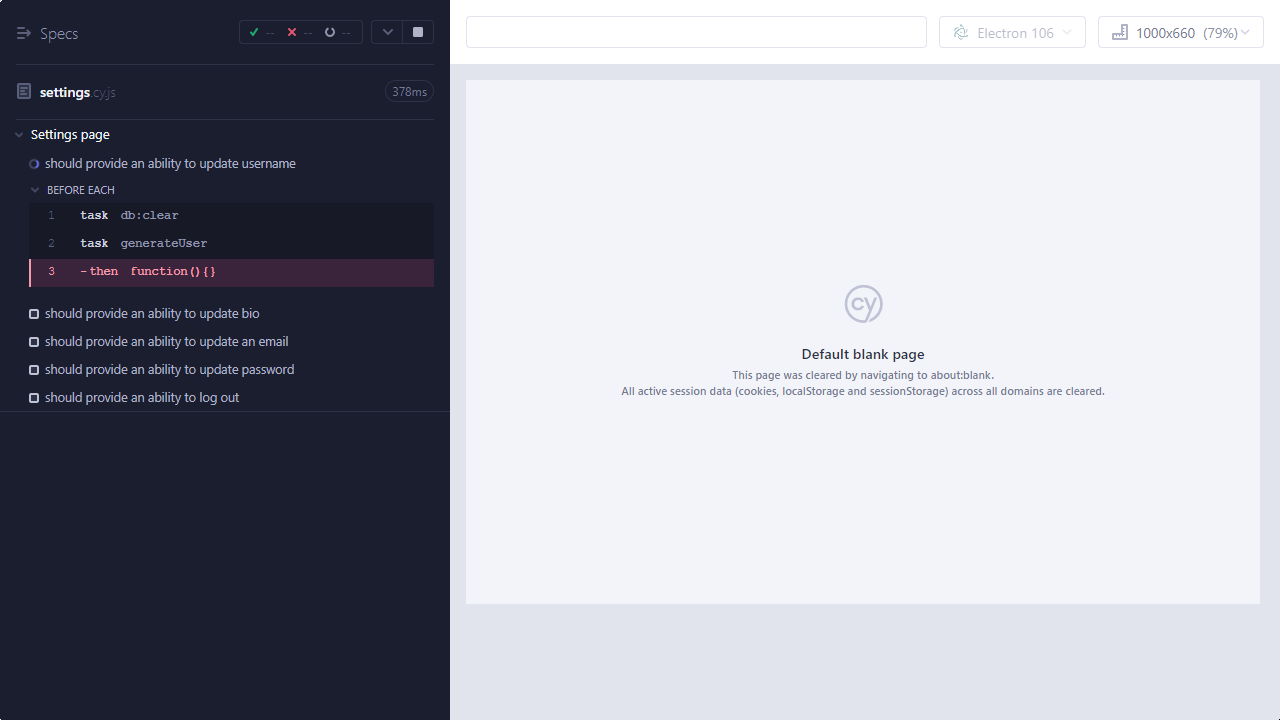 Specs
--
--
--
settings.cy.js
378ms
Settings page
should provide an ability to update username
BEFORE EACH
1 task db:clear
2 task generateUser
3 -then function(){}
should provide an ability to update bio
should provide an ability to update an email
should provide an ability to update password
should provide an ability to log out
Electron 106
1000x660 (79%)
cy
Default blank page
This page was cleared by navigating to about:blank.
All active session data (cookies, localStorage and sessionStorage) across all domains are cleared.